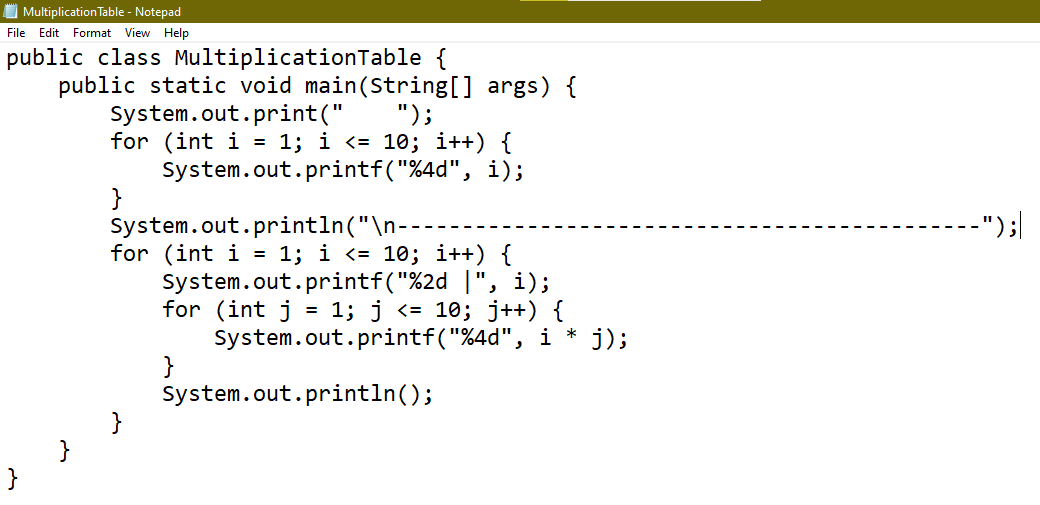 MultiplicationTable - Notepad
File Edit Format View Help
public class MultiplicationTable {
    public static void main(String[] args) {
        System.out.print("    ");
        for (int i = 1; i <= 10; i++) {
            System.out.printf("%4d", i);
        }
        System.out.println("\n---------------------------------------------");
        for (int i = 1; i <= 10; i++) {
            System.out.printf("%2d |", i);
            for (int j = 1; j <= 10; j++) {
                System.out.printf("%4d", i * j);
            }
            System.out.println();
        }
    }
}